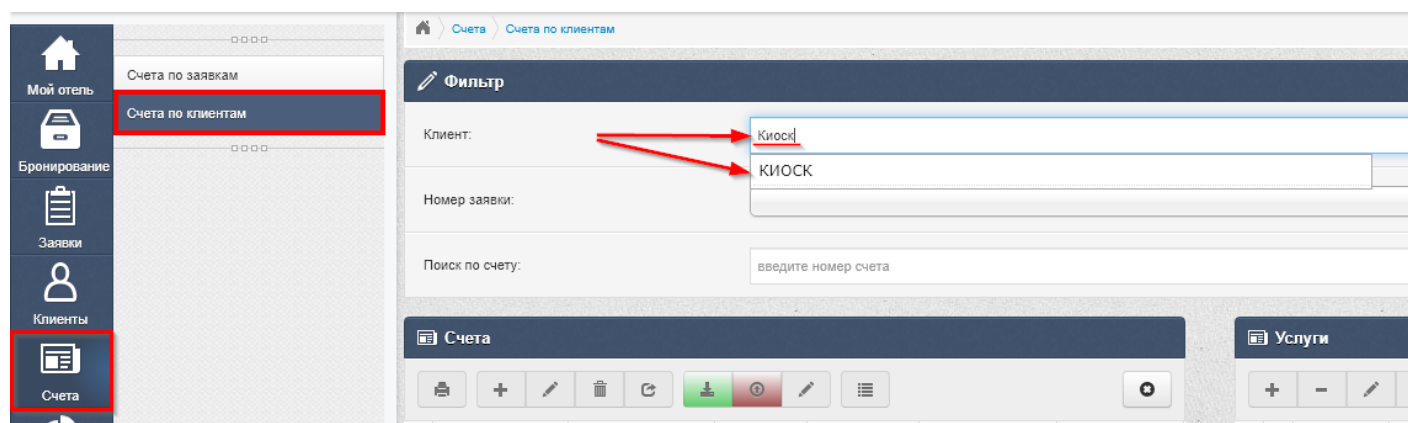 Мой отель
Бронирование
Заявки
Клиенты
Счета
Счета по заявкам
Счета по клиентам
Счета Счета по клиентам
Фильтр
Клиент: Киоск
КИОСК
Номер заявки:
Поиск по счету: введите номер счета
Счета
Услуги